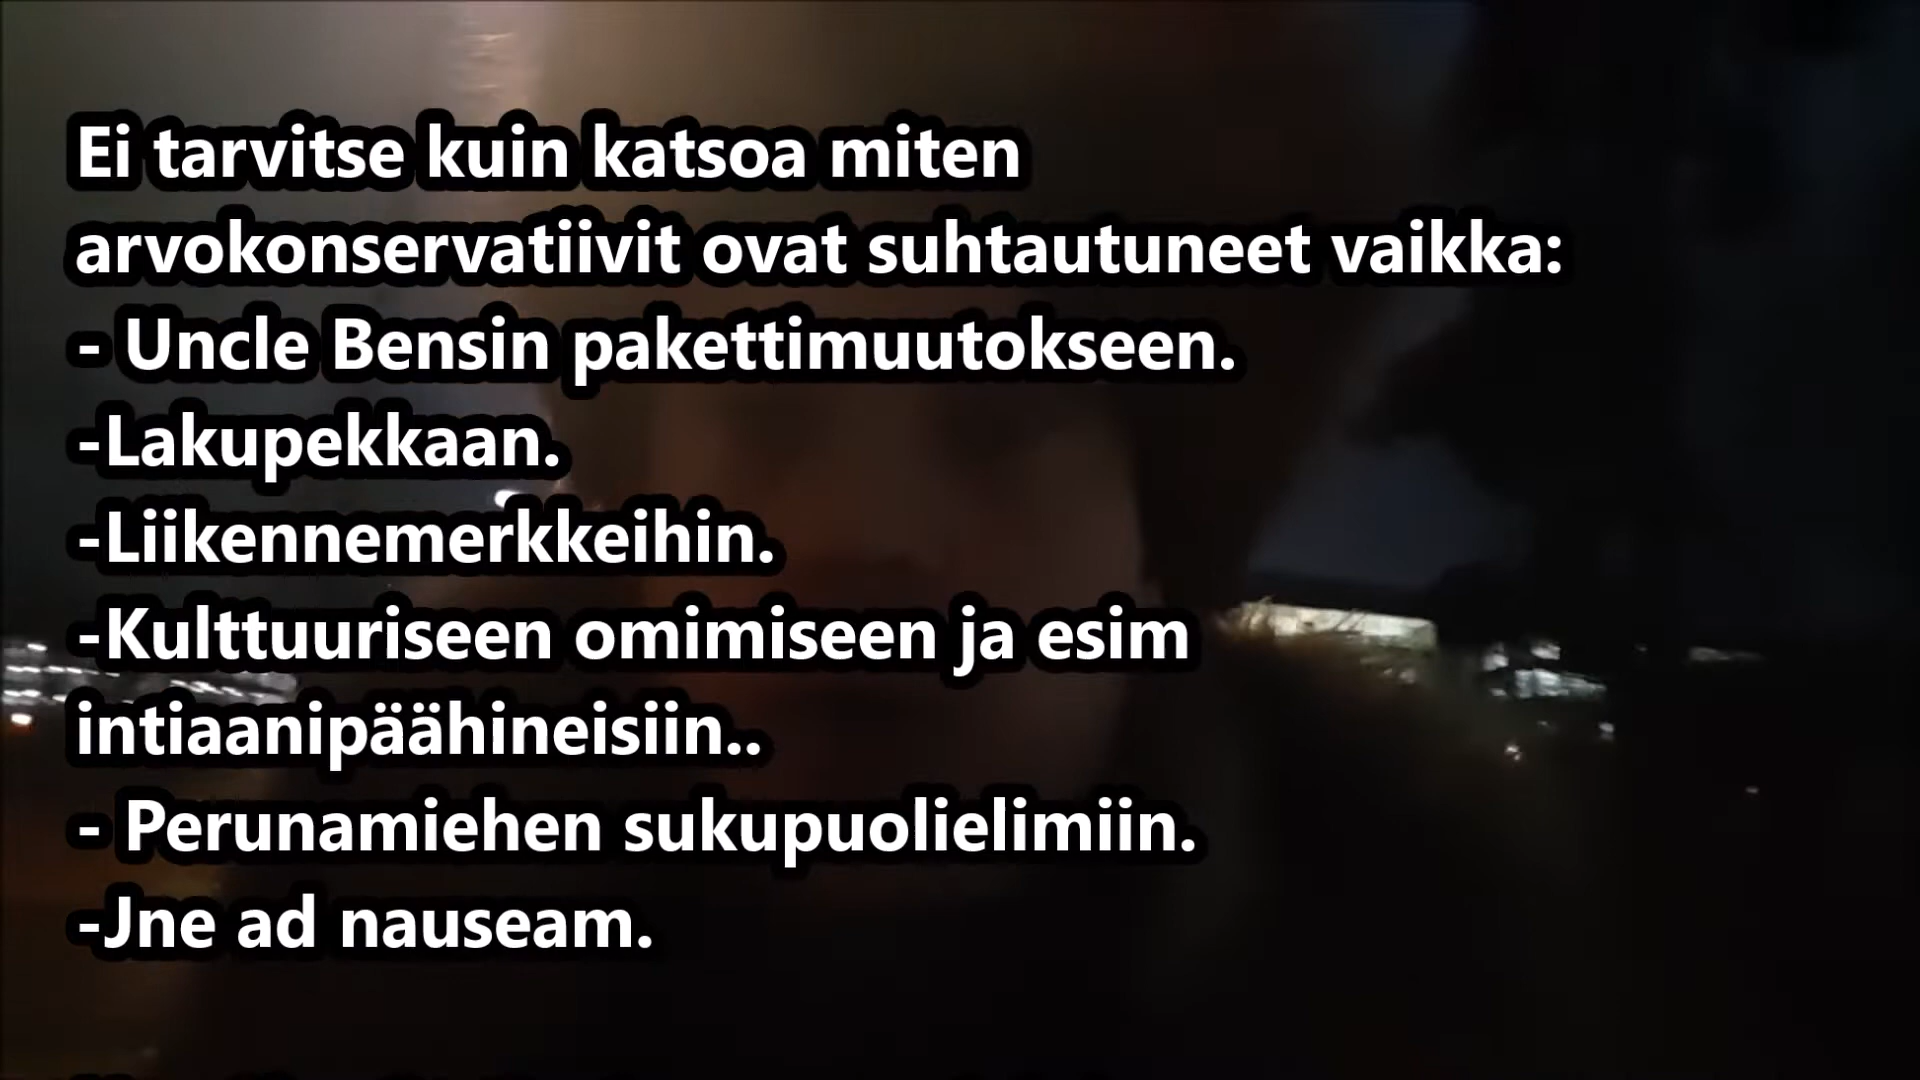 Ei tarvitse kuin katsoa miten
arvokonservatiivit ovat suhtautuneet vaikka:
- Uncle Bensin pakettimuutokseen.
-Lakupekkaan.
-Liikennemerkkeihin.
-Kulttuuriseen omimiseen ja esim
intiaanipäähineisiin..
- Perunamiehen sukupuolielimiin.
-Jne ad nauseam.